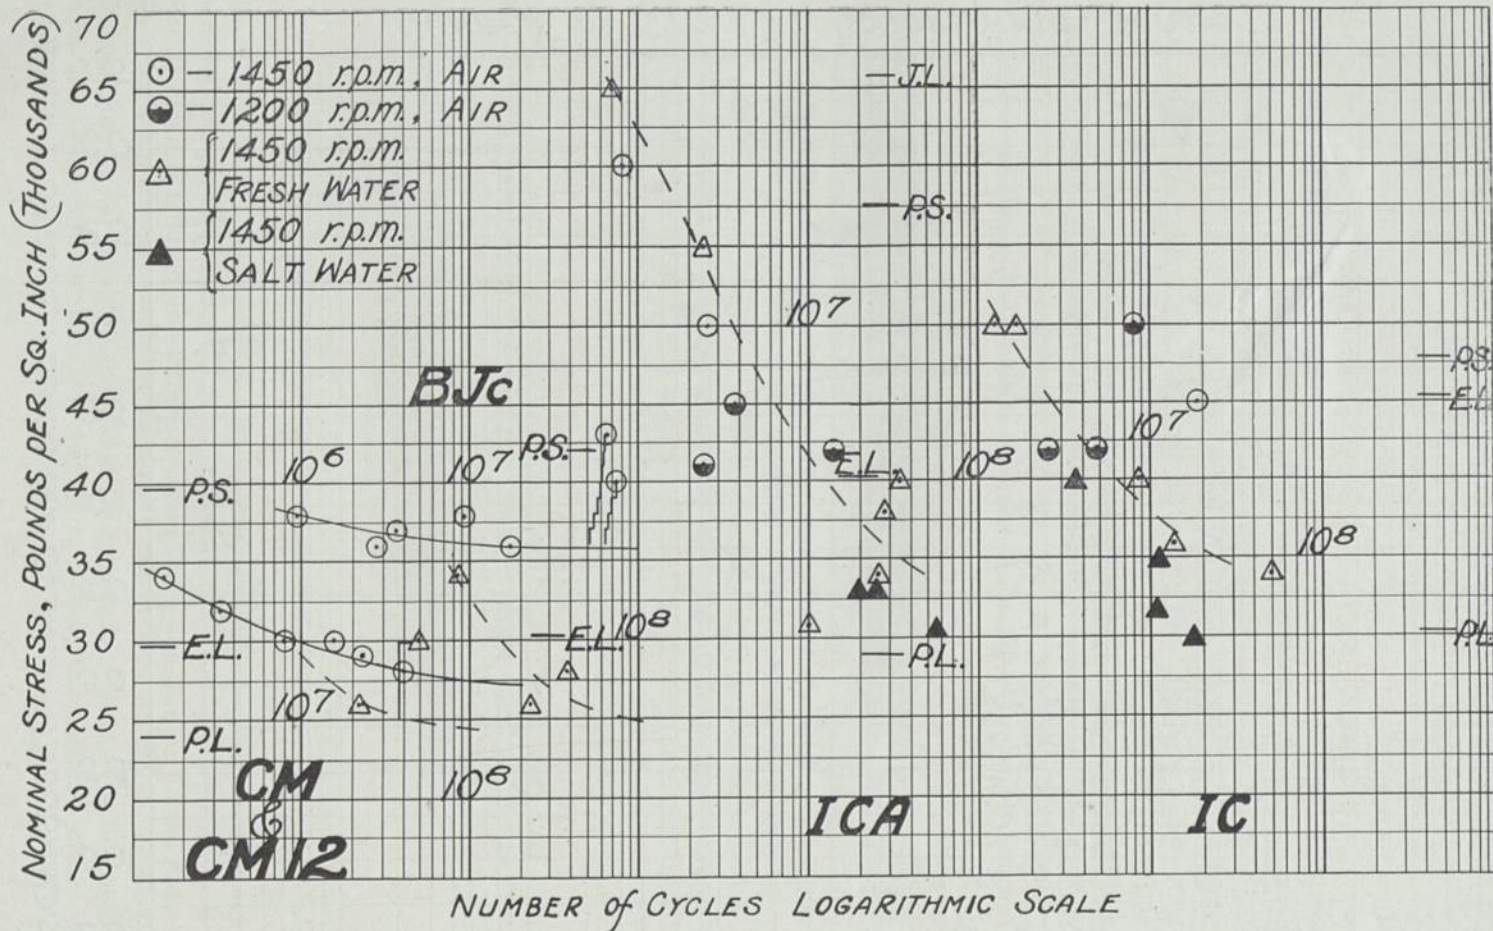 NOMINAL STRESS, POUNDS PER SQ. INCH (THOUSANDS)
70
65
60
55
50
45
40
35
30
25
20
15
— 1450 r.p.m., AIR
— 1200 r.p.m., AIR
1450 r.p.m.
FRESH WATER
1450 r.p.m.
SALT WATER
J.L.
P.S.
10⁷
BJc
P.S.
10⁶
10⁷
P.S.
E.L.
10⁸
10⁷
P.S.
E.L.
10⁸
E.L.
E.L.
10⁸
P.L.
P.L.
10⁷
P.L.
10⁸
CM
&
CM12
ICA
IC
NUMBER of CYCLES LOGARITHMIC SCALE